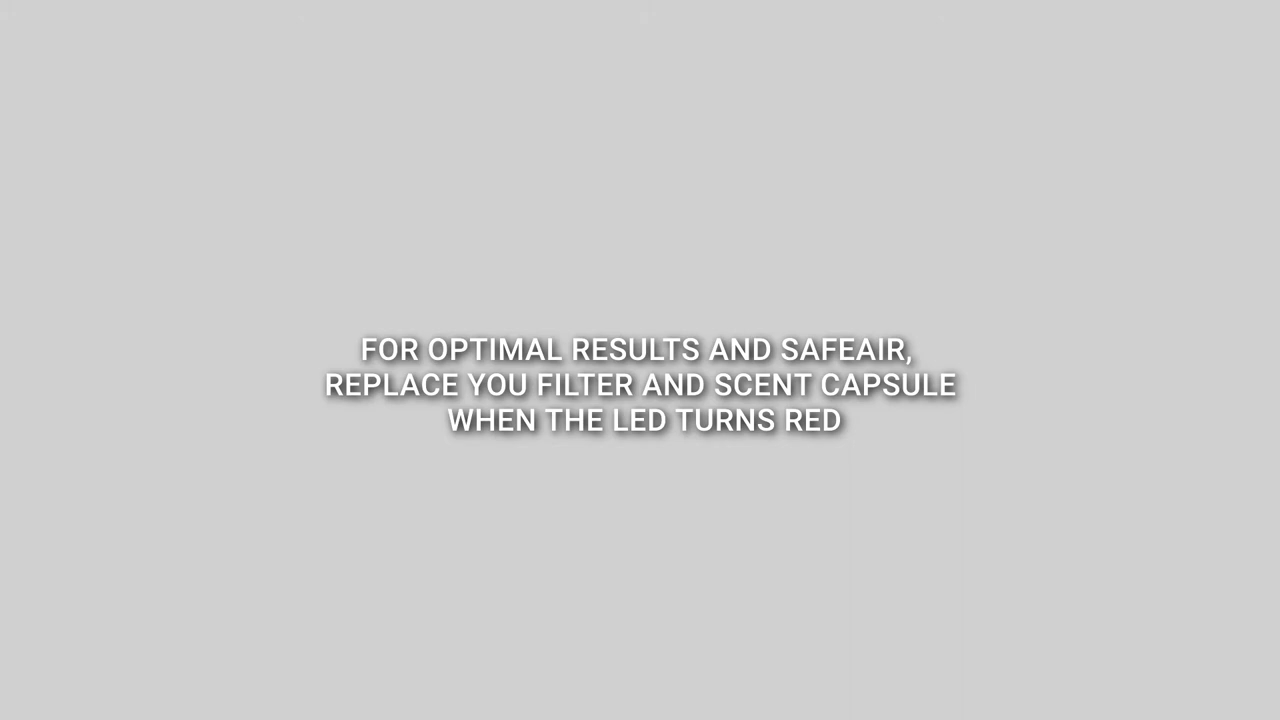 FOR OPTIMAL RESULTS AND SAFEAIR,
REPLACE YOU FILTER AND SCENT CAPSULE
WHEN THE LED TURNS RED